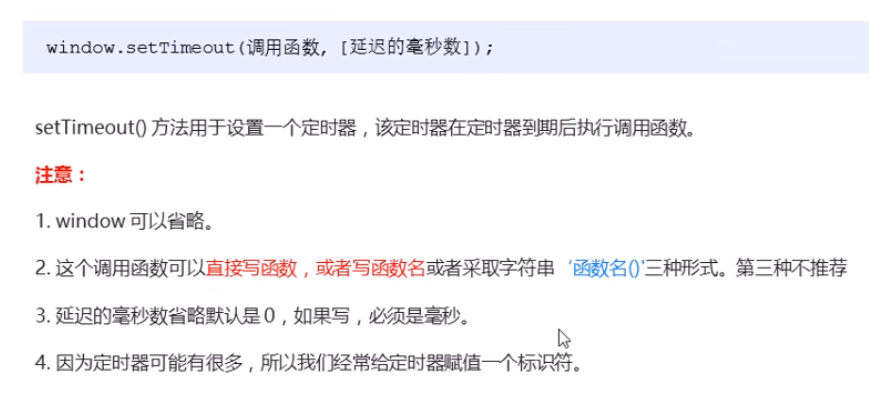 window.setTimeout(调用函数, [延迟的毫秒数]);
setTimeout() 方法用于设置一个定时器，该定时器在定时器到期后执行调用函数。
注意：
1. window 可以省略。
2. 这个调用函数可以直接写函数，或者写函数名或者采取字符串‘函数名()'三种形式。第三种不推荐
3. 延迟的毫秒数省略默认是 0，如果写，必须是毫秒。
4. 因为定时器可能有很多，所以我们经常给定时器赋值一个标识符。